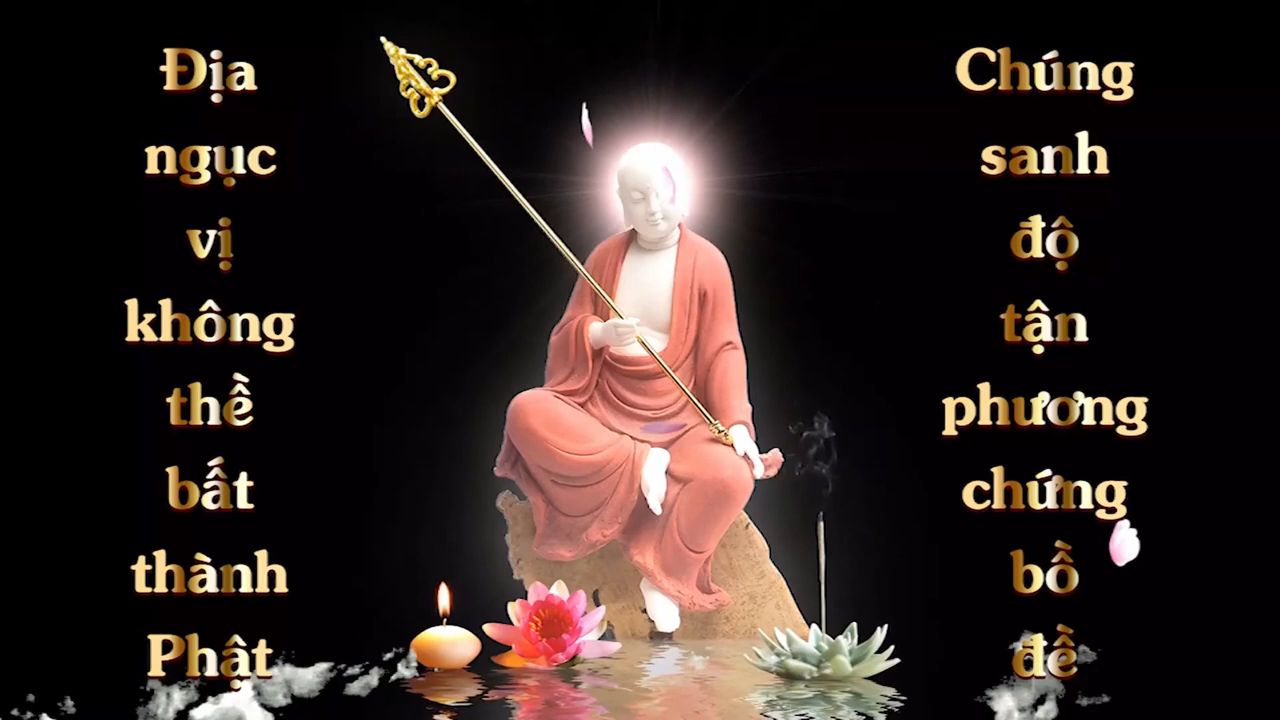 Địa
ngục
vị
không
thề
bất
thành
Phật
Chúng
sanh
độ
tận
phương
chứng
bồ
đề